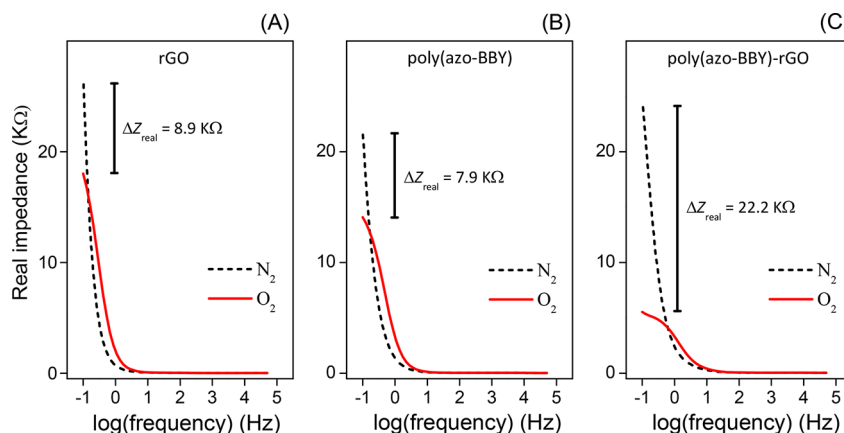 (A)
rGO
ΔZreal = 8.9 KΩ
N2
O2
Real impedance (KΩ)
20
10
0
-1 0 1 2 3 4 5
log(frequency) (Hz)
(B)
poly(azo-BBY)
ΔZreal = 7.9 KΩ
N2
O2
20
10
0
-1 0 1 2 3 4 5
log(frequency) (Hz)
(C)
poly(azo-BBY)-rGO
ΔZreal = 22.2 KΩ
N2
O2
20
10
0
-1 0 1 2 3 4 5
log(frequency) (Hz)